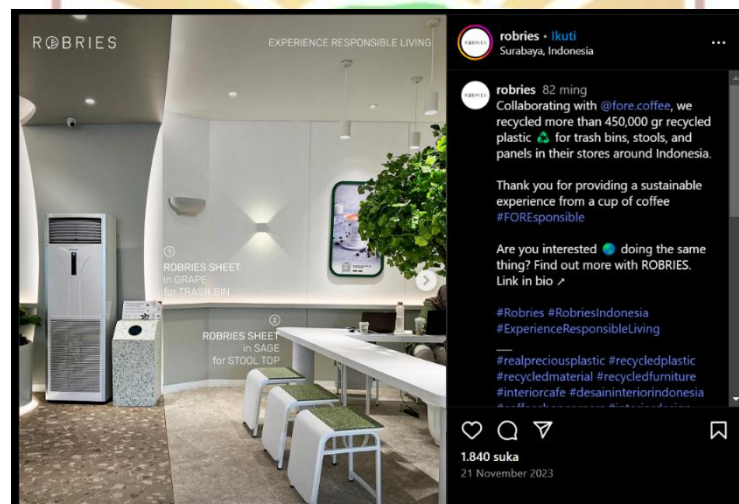 ROBRIES
EXPERIENCE RESPONSIBLE LIVING
1
ROBRIES SHEET
in GRAPE
for TRASH BIN
2
ROBRIES SHEET
in SAGE
for STOOL TOP
robries • Ikuti
Surabaya, Indonesia
robries 82 ming
Collaborating with @fore.coffee, we
recycled more than 450,000 gr recycled
plastic ♻️ for trash bins, stools, and
panels in their stores around Indonesia.
Thank you for providing a sustainable
experience from a cup of coffee
#FOREsponsible
Are you interested 🌏 doing the same
thing? Find out more with ROBRIES.
Link in bio ↗
#Robries #RobriesIndonesia
#ExperienceResponsibleLiving
__
#realpreciousplastic #recycledplastic
#recycledmaterial #recycledfurniture
#interiorcafe #desaininteriorindonesia
1.840 suka
21 November 2023